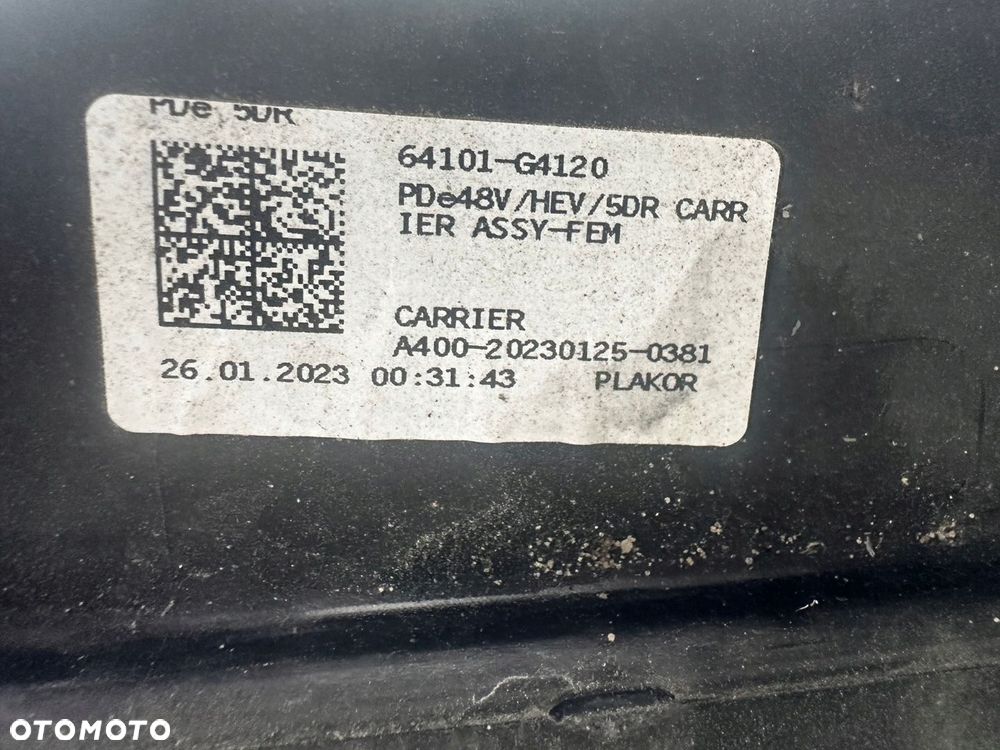 PDe 5DR
64101-G4120
PDe48V/HEV/5DR CARR
IER ASSY-FEM
CARRIER
A400-20230125-0381
26.01.2023 00:31:43 PLAKOR
OTOMOTO